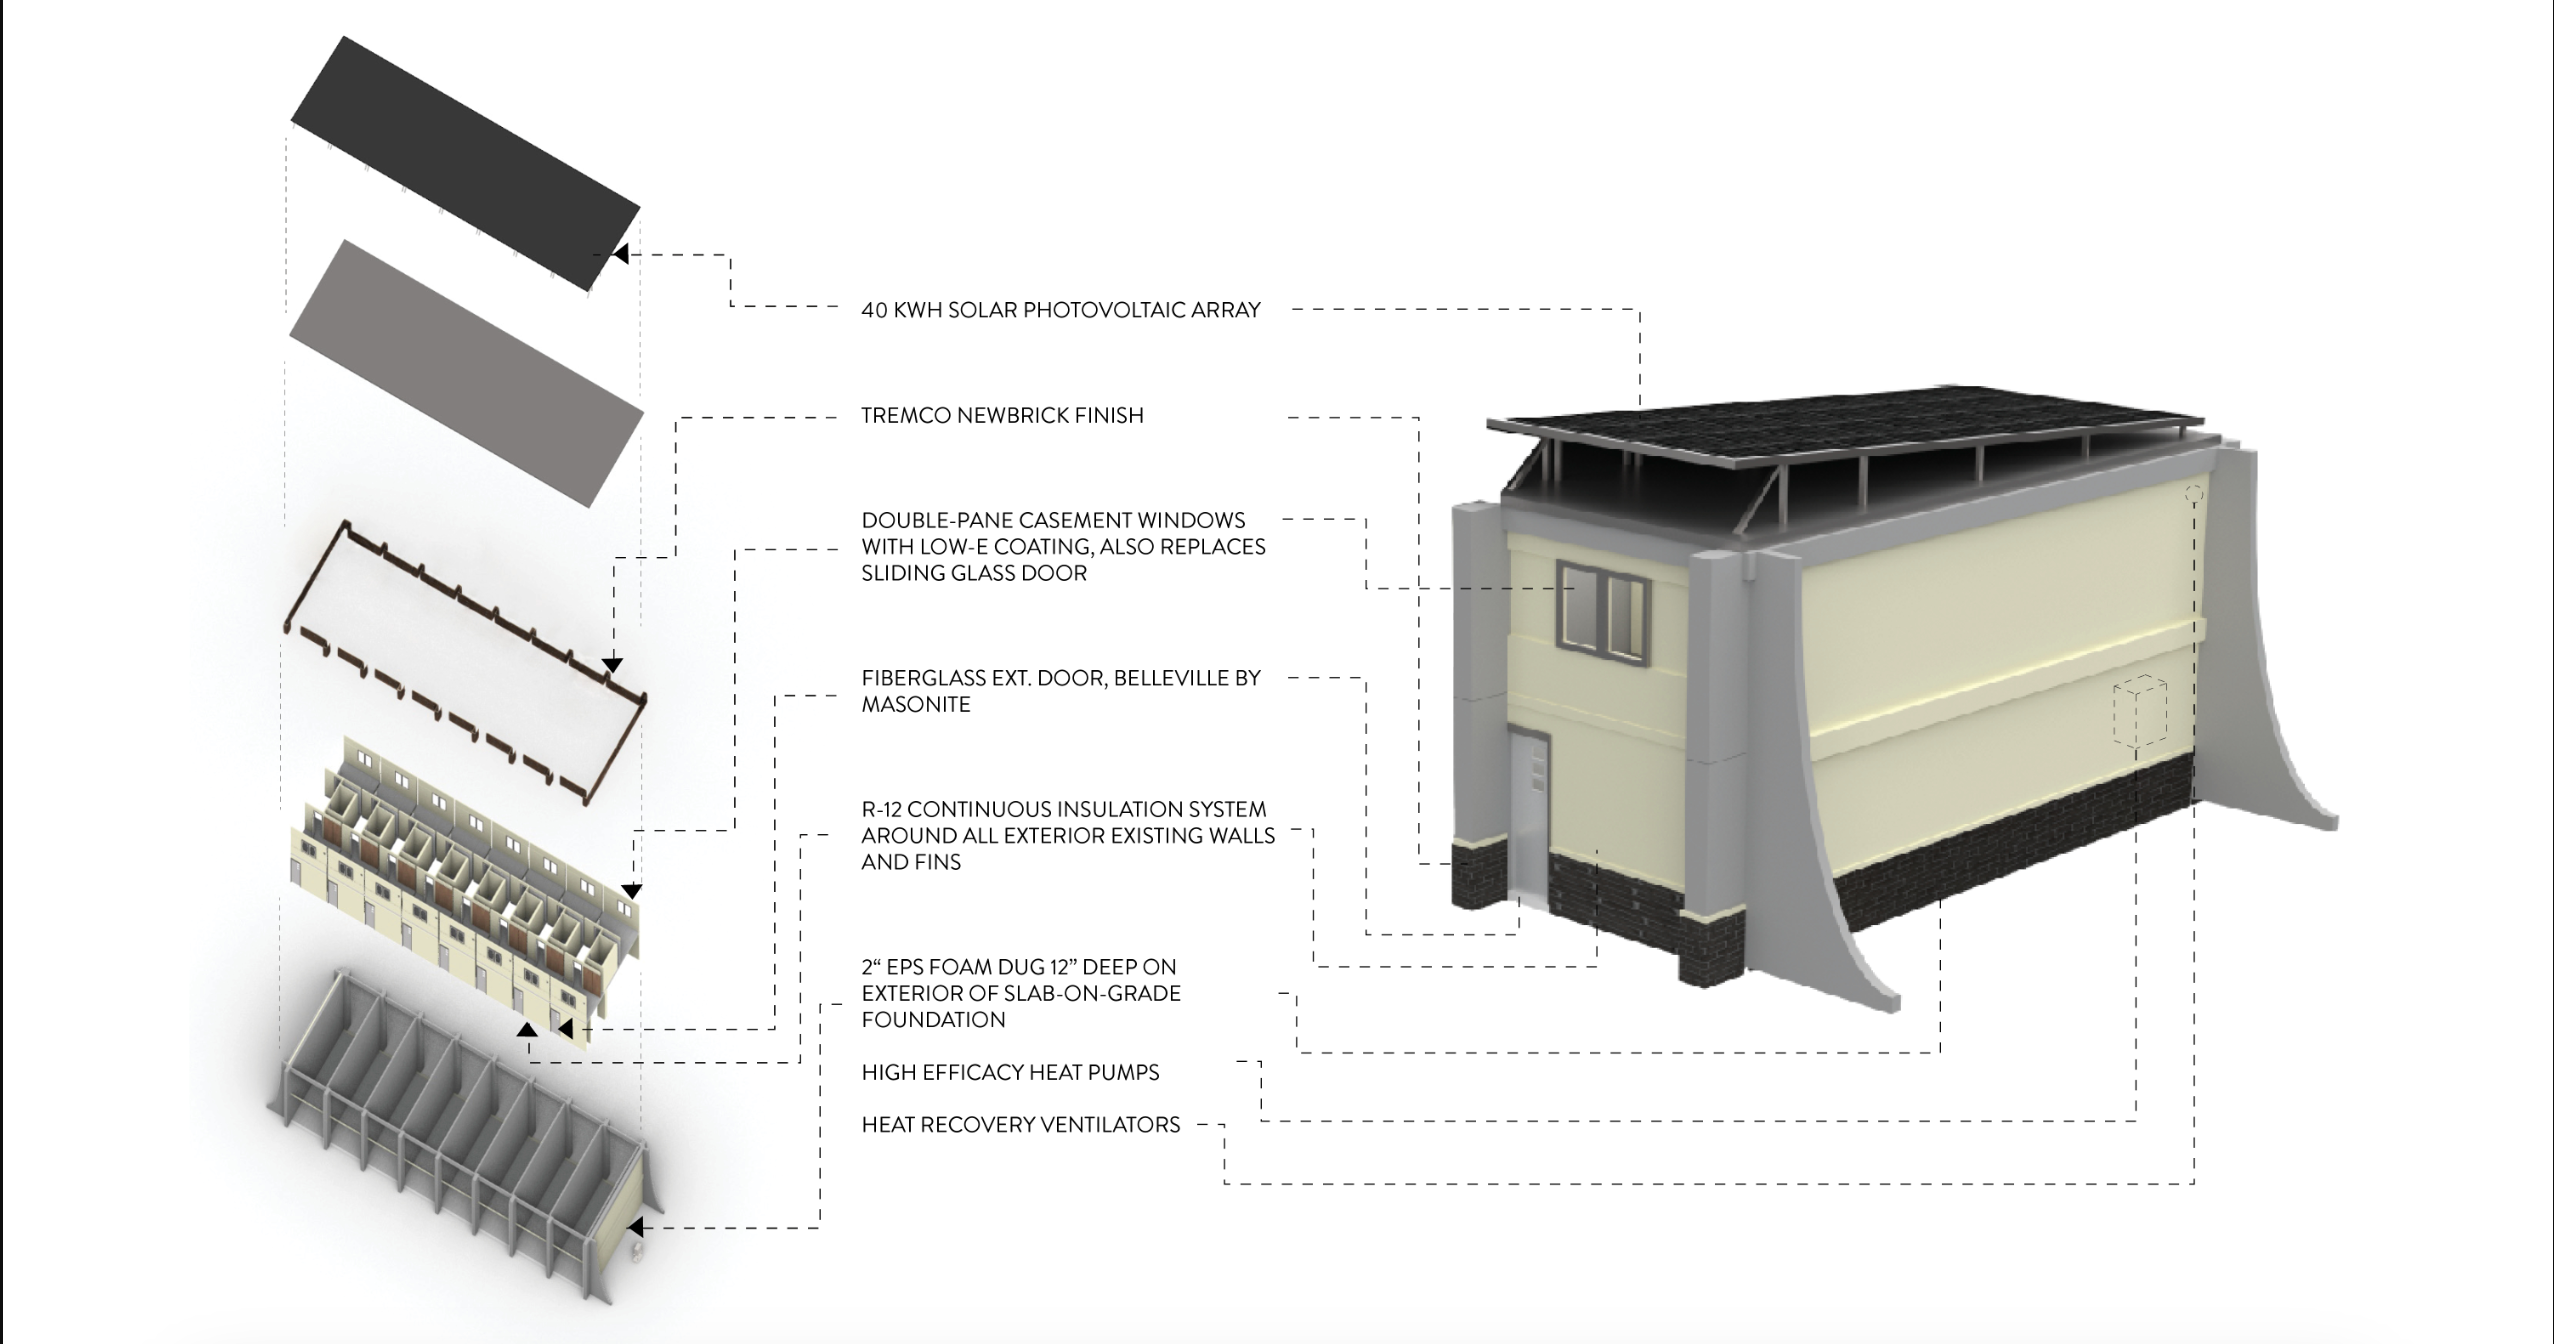 40 KWH SOLAR PHOTOVOLTAIC ARRAY
TREMCO NEWBRICK FINISH
DOUBLE-PANE CASEMENT WINDOWS
WITH LOW-E COATING, ALSO REPLACES
SLIDING GLASS DOOR
FIBERGLASS EXT. DOOR, BELLEVILLE BY
MASONITE
R-12 CONTINUOUS INSULATION SYSTEM
AROUND ALL EXTERIOR EXISTING WALLS
AND FINS
2“ EPS FOAM DUG 12” DEEP ON
EXTERIOR OF SLAB-ON-GRADE
FOUNDATION
HIGH EFFICACY HEAT PUMPS
HEAT RECOVERY VENTILATORS